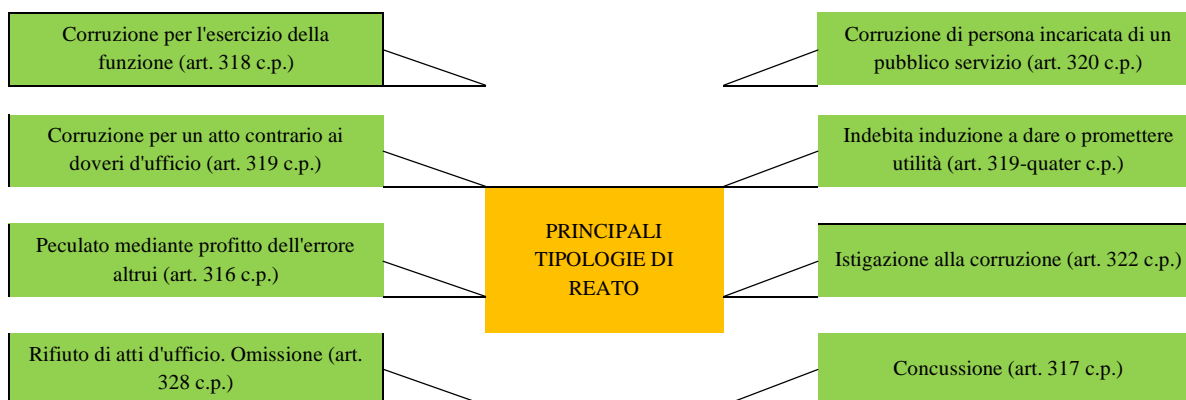 Corruzione per l'esercizio della
funzione (art. 318 c.p.)
Corruzione di persona incaricata di un
pubblico servizio (art. 320 c.p.)
Corruzione per un atto contrario ai
doveri d'ufficio (art. 319 c.p.)
Indebita induzione a dare o promettere
utilità (art. 319-quater c.p.)
PRINCIPALI
TIPOLOGIE DI
REATO
Peculato mediante profitto dell'errore
altrui (art. 316 c.p.)
Istigazione alla corruzione (art. 322 c.p.)
Rifiuto di atti d'ufficio. Omissione (art.
328 c.p.)
Concussione (art. 317 c.p.)